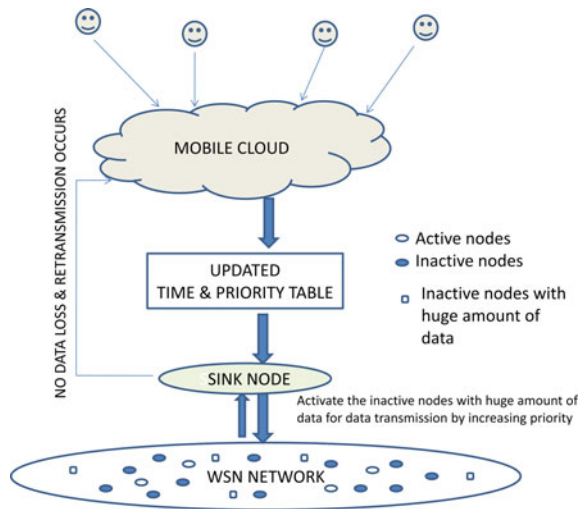 MOBILE CLOUD
NO DATA LOSS & RETRANSMISSION OCCURS
UPDATED
TIME & PRIORITY TABLE
Active nodes
Inactive nodes
Inactive nodes with
huge amount of
data
SINK NODE
Activate the inactive nodes with huge amount of
data for data transmission by increasing priority
WSN NETWORK